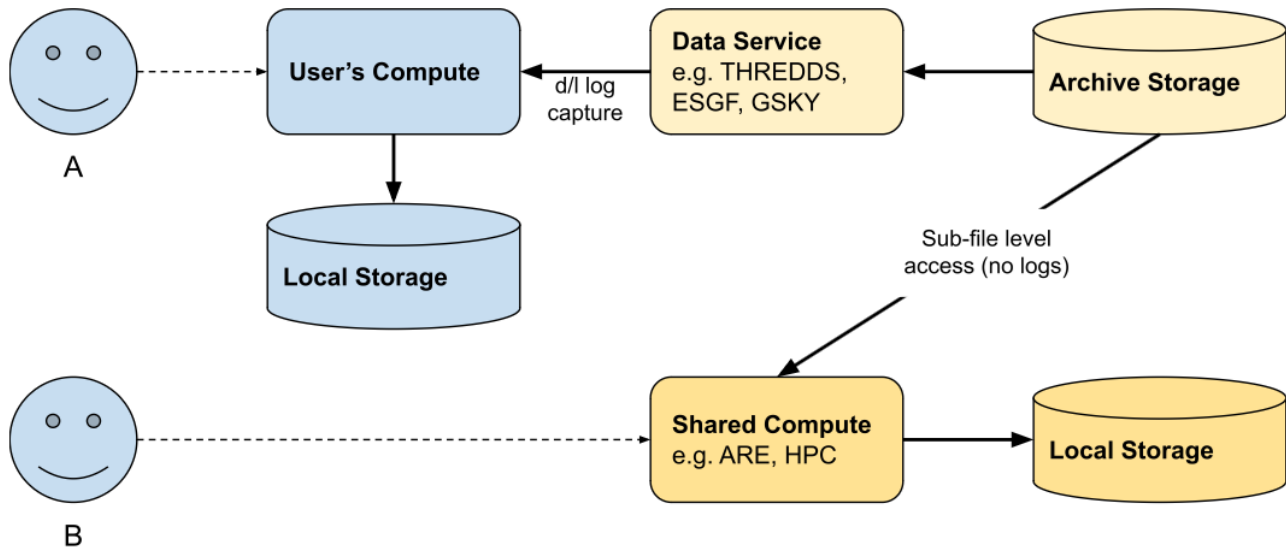 User's Compute
d/l log
capture
Data Service
e.g. THREDDS,
ESGF, GSKY
Archive Storage
A
Local Storage
Sub-file level
access (no logs)
Shared Compute
e.g. ARE, HPC
Local Storage
B